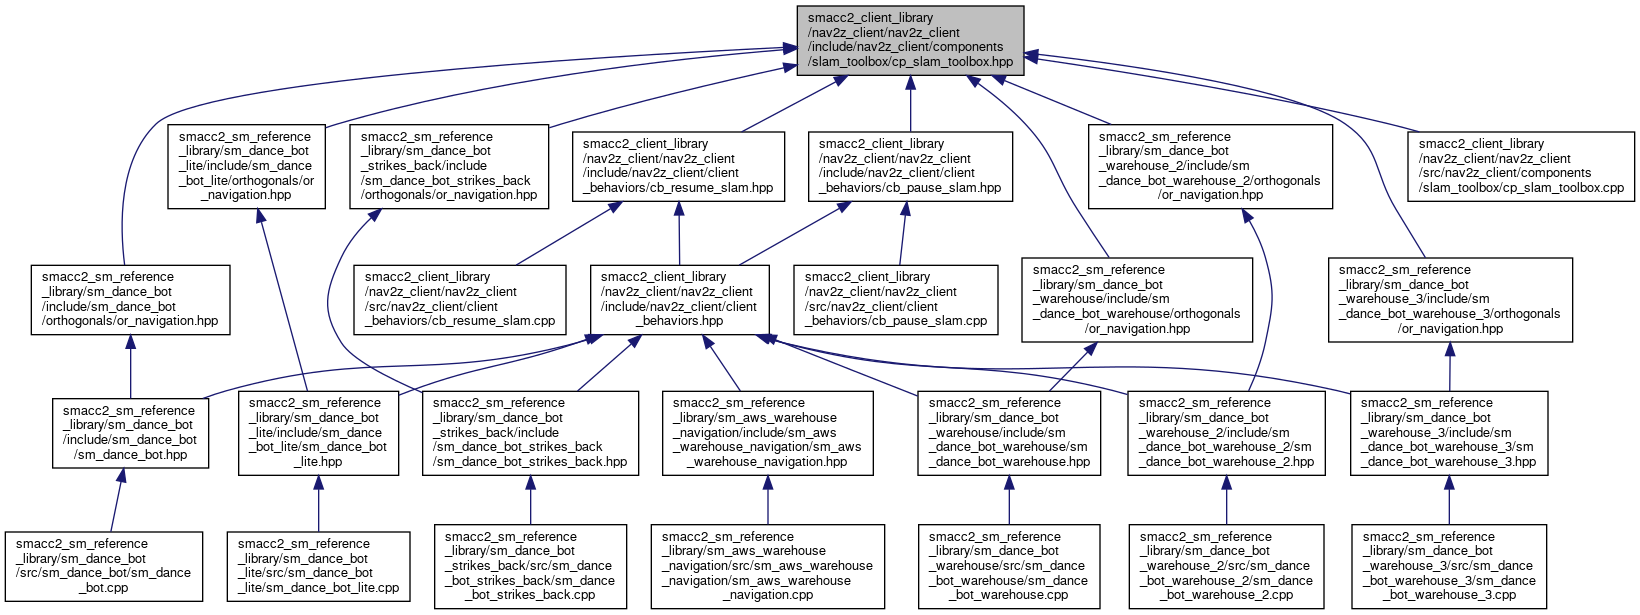 smacc2_client_library
/nav2z_client/nav2z_client
/include/nav2z_client/components
/slam_toolbox/cp_slam_toolbox.hpp
smacc2_sm_reference
_library/sm_dance_bot
_lite/include/sm_dance
_bot_lite/orthogonals/or
_navigation.hpp
smacc2_sm_reference
_library/sm_dance_bot
_strikes_back/include
/sm_dance_bot_strikes_back
/orthogonals/or_navigation.hpp
smacc2_client_library
/nav2z_client/nav2z_client
/include/nav2z_client/client
_behaviors/cb_resume_slam.hpp
smacc2_client_library
/nav2z_client/nav2z_client
/include/nav2z_client/client
_behaviors/cb_pause_slam.hpp
smacc2_sm_reference
_library/sm_dance_bot
_warehouse_2/include/sm
_dance_bot_warehouse_2/orthogonals
/or_navigation.hpp
smacc2_client_library
/nav2z_client/nav2z_client
/src/nav2z_client/components
/slam_toolbox/cp_slam_toolbox.cpp
smacc2_sm_reference
_library/sm_dance_bot
/include/sm_dance_bot
/orthogonals/or_navigation.hpp
smacc2_client_library
/nav2z_client/nav2z_client
/src/nav2z_client/client
_behaviors/cb_resume_slam.cpp
smacc2_client_library
/nav2z_client/nav2z_client
/include/nav2z_client/client
_behaviors.hpp
smacc2_client_library
/nav2z_client/nav2z_client
/src/nav2z_client/client
_behaviors/cb_pause_slam.cpp
smacc2_sm_reference
_library/sm_dance_bot
_warehouse/include/sm
_dance_bot_warehouse/orthogonals
/or_navigation.hpp
smacc2_sm_reference
_library/sm_dance_bot
_warehouse_3/include/sm
_dance_bot_warehouse_3/orthogonals
/or_navigation.hpp
smacc2_sm_reference
_library/sm_dance_bot
/include/sm_dance_bot
/sm_dance_bot.hpp
smacc2_sm_reference
_library/sm_dance_bot
_lite/include/sm_dance
_bot_lite/sm_dance_bot
_lite.hpp
smacc2_sm_reference
_library/sm_dance_bot
_strikes_back/include
/sm_dance_bot_strikes_back
/sm_dance_bot_strikes_back.hpp
smacc2_sm_reference
_library/sm_aws_warehouse
_navigation/include/sm_aws
_warehouse_navigation/sm_aws
_warehouse_navigation.hpp
smacc2_sm_reference
_library/sm_dance_bot
_warehouse/include/sm
_dance_bot_warehouse/sm
_dance_bot_warehouse.hpp
smacc2_sm_reference
_library/sm_dance_bot
_warehouse_2/include/sm
_dance_bot_warehouse_2/sm
_dance_bot_warehouse_2.hpp
smacc2_sm_reference
_library/sm_dance_bot
_warehouse_3/include/sm
_dance_bot_warehouse_3/sm
_dance_bot_warehouse_3.hpp
smacc2_sm_reference
_library/sm_dance_bot
/src/sm_dance_bot/sm_dance
_bot.cpp
smacc2_sm_reference
_library/sm_dance_bot
_lite/src/sm_dance_bot
_lite/sm_dance_bot_lite.cpp
smacc2_sm_reference
_library/sm_dance_bot
_strikes_back/src/sm_dance
_bot_strikes_back/sm_dance
_bot_strikes_back.cpp
smacc2_sm_reference
_library/sm_aws_warehouse
_navigation/src/sm_aws_warehouse
_navigation/sm_aws_warehouse
_navigation.cpp
smacc2_sm_reference
_library/sm_dance_bot
_warehouse/src/sm_dance
_bot_warehouse/sm_dance
_bot_warehouse.cpp
smacc2_sm_reference
_library/sm_dance_bot
_warehouse_2/src/sm_dance
_bot_warehouse_2/sm_dance
_bot_warehouse_2.cpp
smacc2_sm_reference
_library/sm_dance_bot
_warehouse_3/src/sm_dance
_bot_warehouse_3/sm_dance
_bot_warehouse_3.cpp